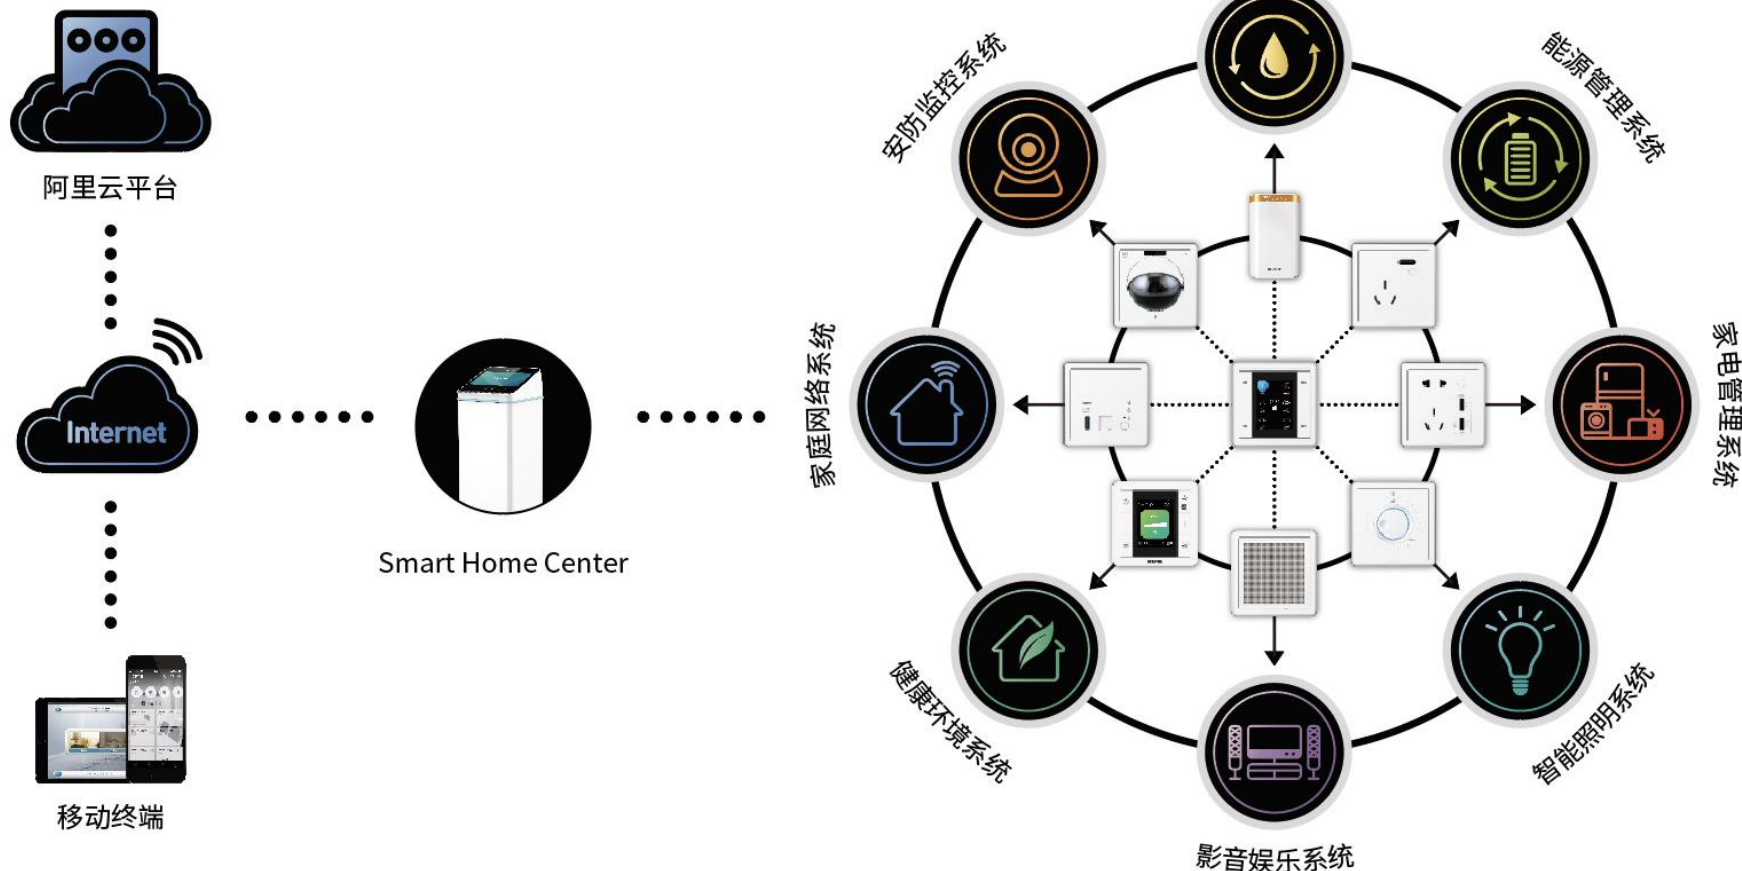 阿里云平台
Internet
移动终端
Smart Home Center
安防监控系统
能源管理系统
家庭网络系统
家电管理系统
健康环境系统
智能照明系统
影音娱乐系统